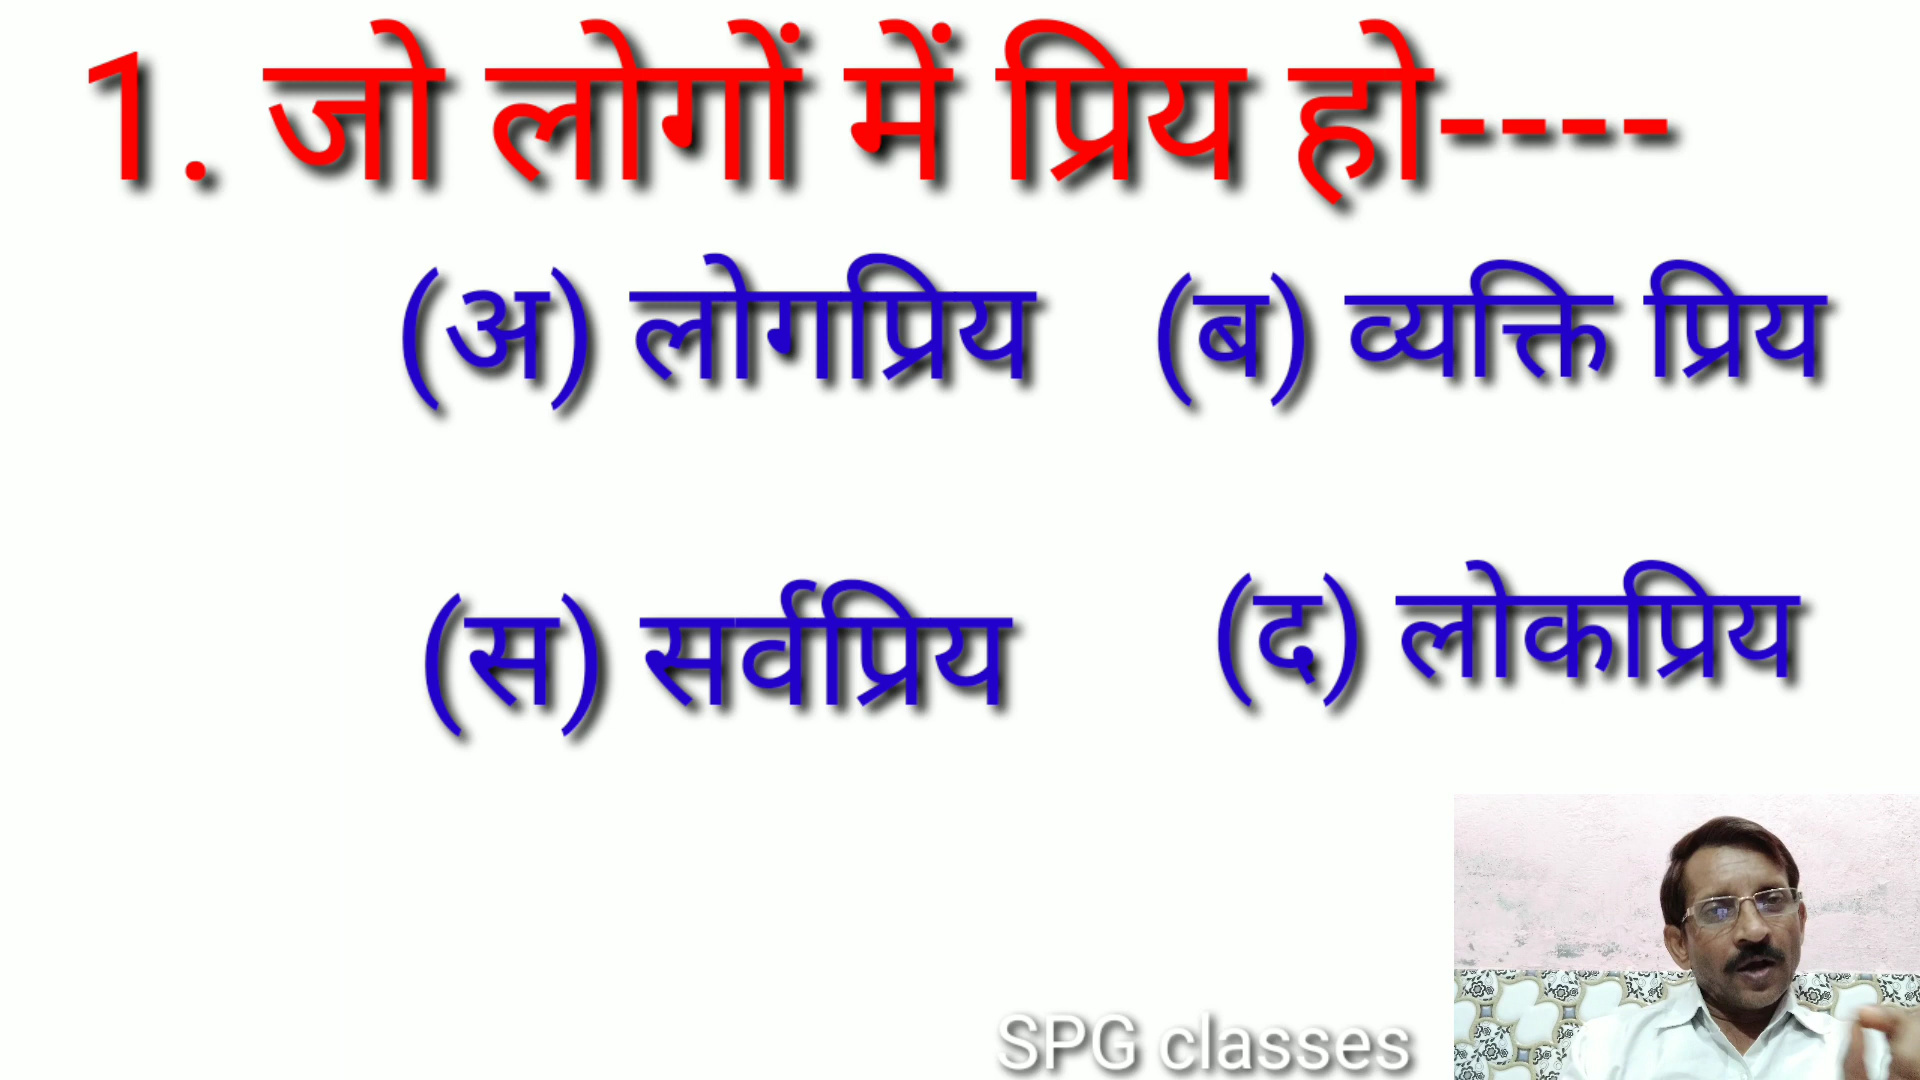 1. जो लोगों में प्रिय हो----
(अ) लोगप्रिय (ब) व्यक्ति प्रिय
(स) सर्वप्रिय (द) लोकप्रिय
SPG classes